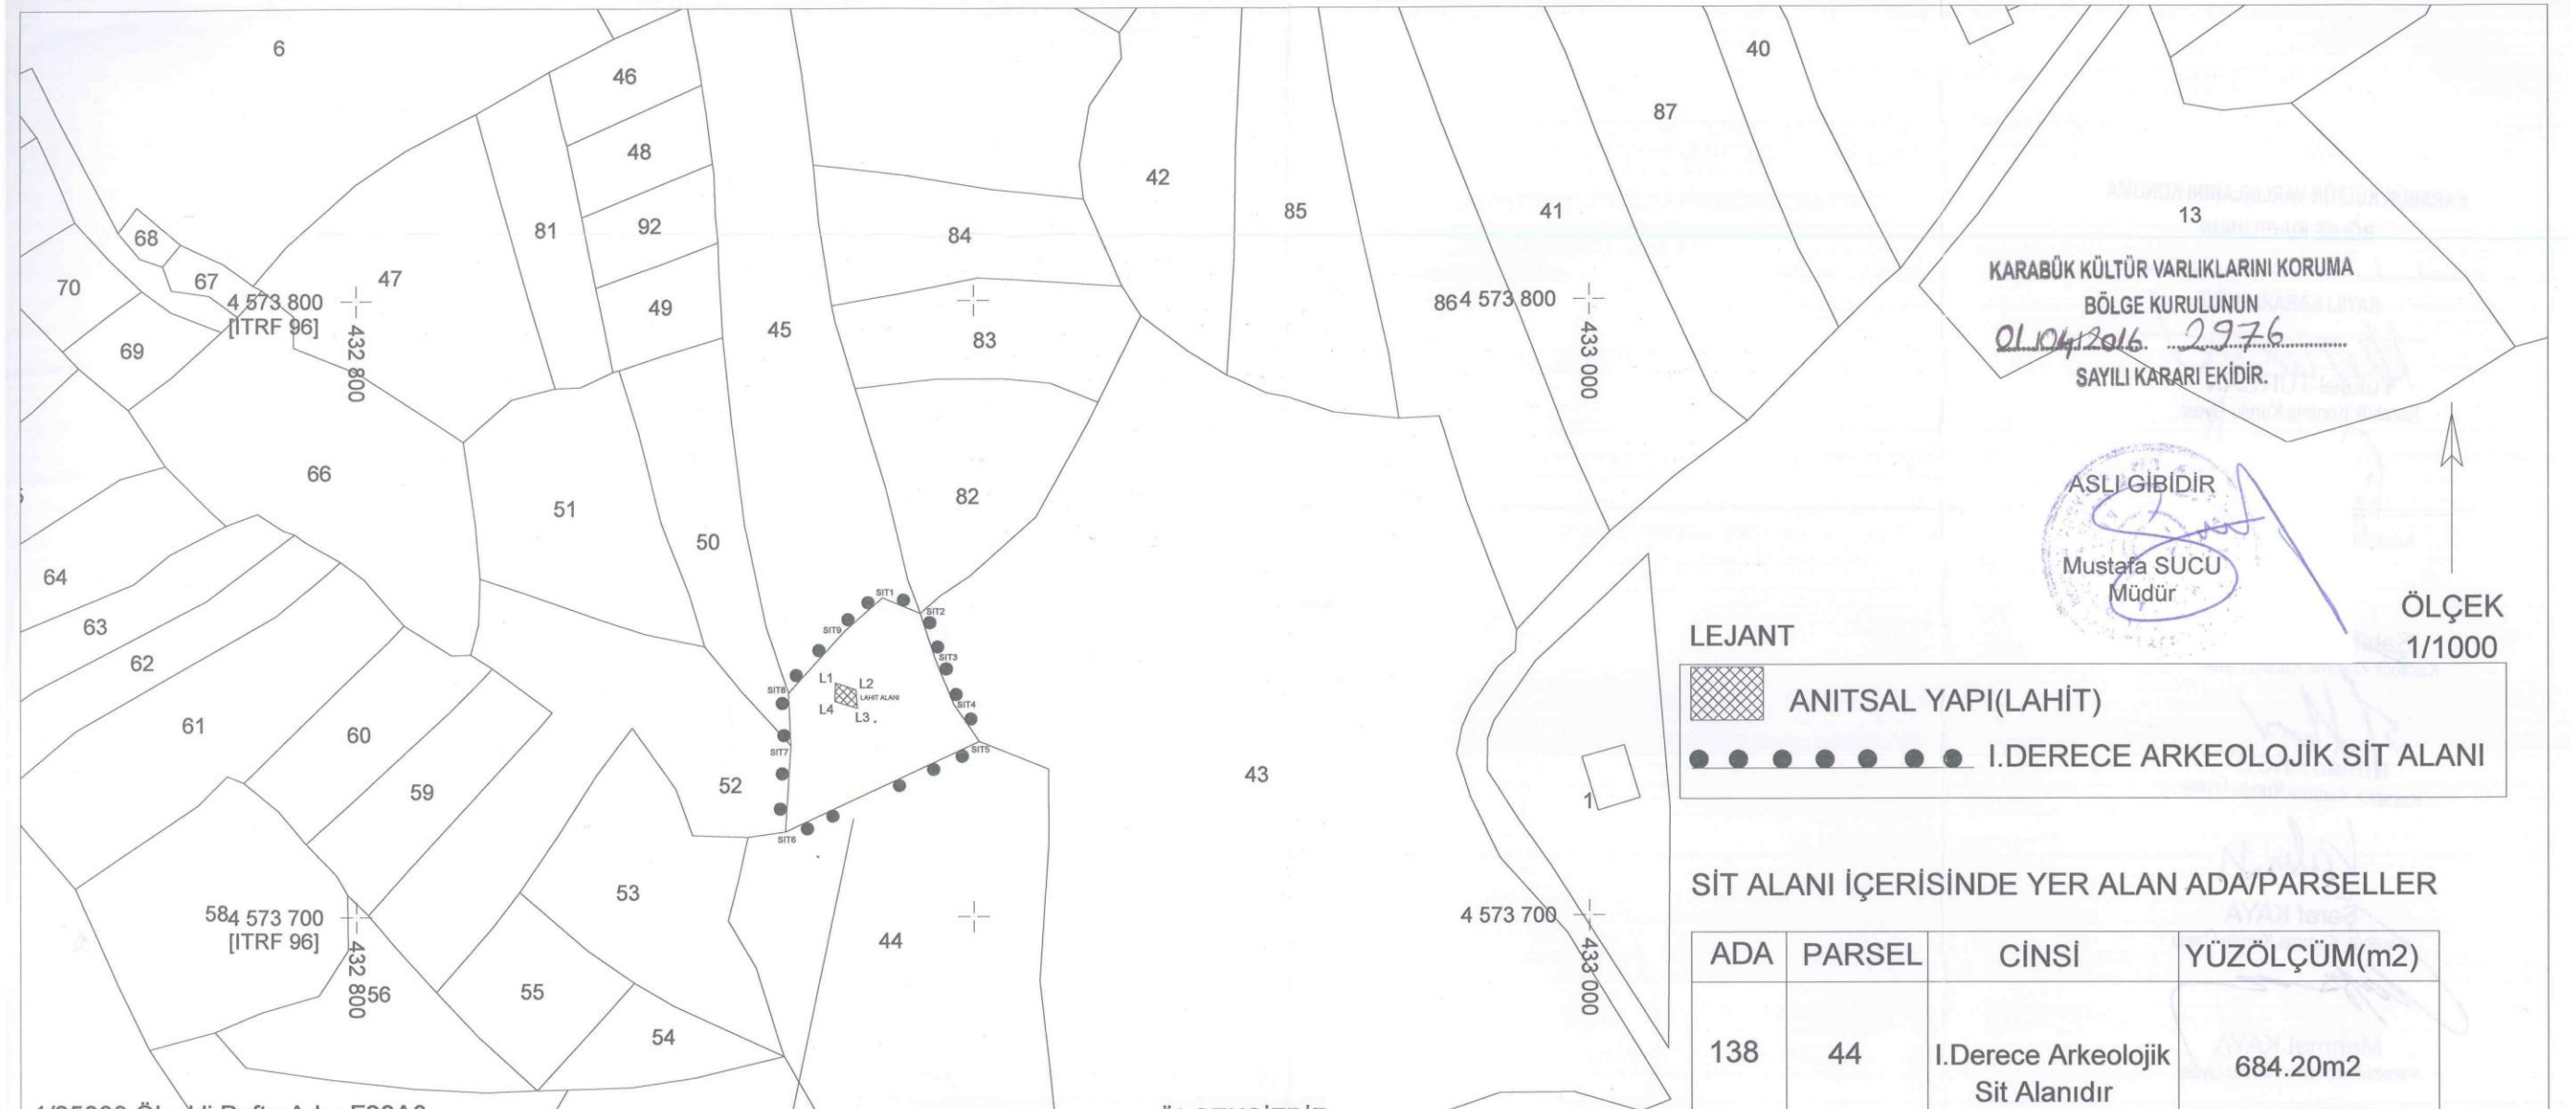 6
46
40
87
48
42
41
85
13
81
92
84
68
47
67
70
4 573 800
[ITRF 96]
432 800
49
45
83
69
86
4 573 800
433 000
KARABÜK KÜLTÜR VARLIKLARINI KORUMA
BÖLGE KURULUNUN
01.04.2016 2976
SAYILI KARARI EKİDİR.
66
51
50
82
ASLI GİBİDİR
Mustafa SUCU
Müdür
ÖLÇEK
1/1000
64
63
62
61
60
59
SIT1
SIT2
SIT9
SIT3
SIT8
L1
L2
LAHIT ALANI
L4
L3
SIT4
SIT7
SIT5
SIT6
52
43
1
LEJANT
ANITSAL YAPI(LAHİT)
I.DERECE ARKEOLOJİK SİT ALANI
53
58
4 573 700
[ITRF 96]
432 800
56
55
54
44
4 573 700
433 000
SİT ALANI İÇERİSİNDE YER ALAN ADA/PARSELLER
ADA PARSEL CİNSİ YÜZÖLÇÜM(m2)
138 44 I.Derece Arkeolojik Sit Alanıdır 684.20m2